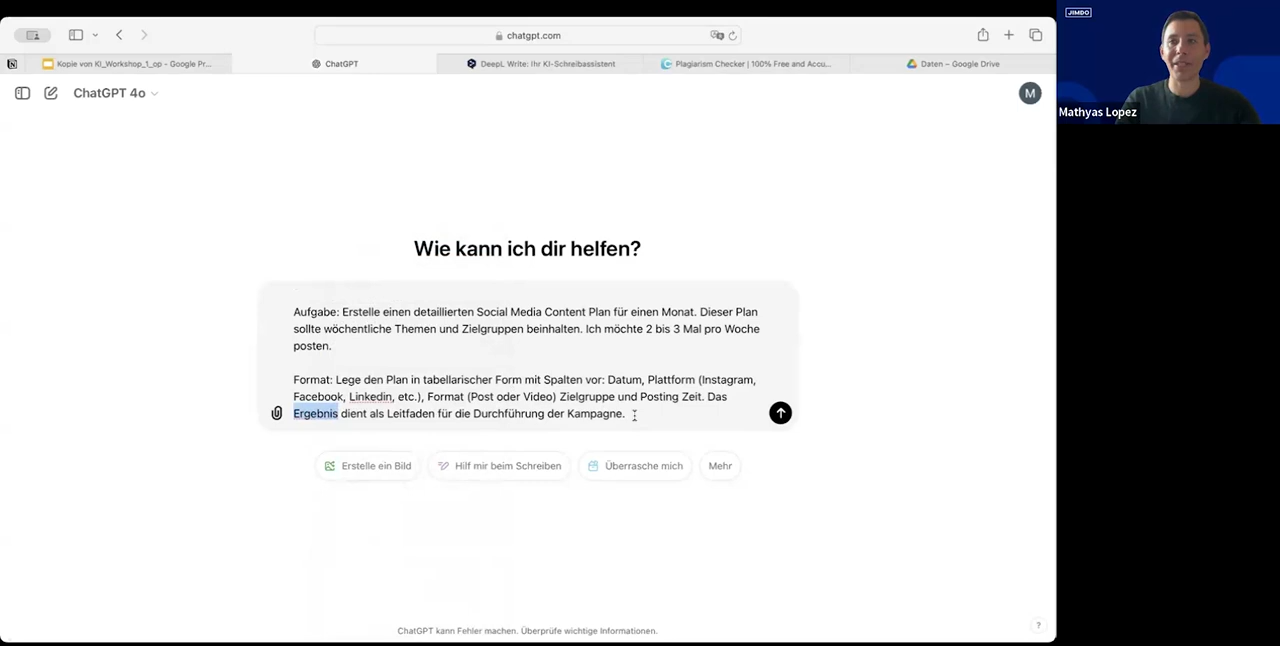 JIMDO
chatgpt.com
Kopie von KI_Workshop_1_op - Google Pr...
ChatGPT
DeepL Write: Ihr KI-Schreibassistent
Plagiarism Checker | 100% Free and Accu...
Daten – Google Drive
ChatGPT 4o
M
Mathyas Lopez
Wie kann ich dir helfen?
Aufgabe: Erstelle einen detaillierten Social Media Content Plan für einen Monat. Dieser Plan
sollte wöchentliche Themen und Zielgruppen beinhalten. Ich möchte 2 bis 3 Mal pro Woche
posten.
Format: Lege den Plan in tabellarischer Form mit Spalten vor: Datum, Plattform (Instagram,
Facebook, Linkedin, etc.), Format (Post oder Video) Zielgruppe und Posting Zeit. Das
Ergebnis dient als Leitfaden für die Durchführung der Kampagne.
Erstelle ein Bild
Hilf mir beim Schreiben
Überrasche mich
Mehr
ChatGPT kann Fehler machen. Überprüfe wichtige Informationen.
?